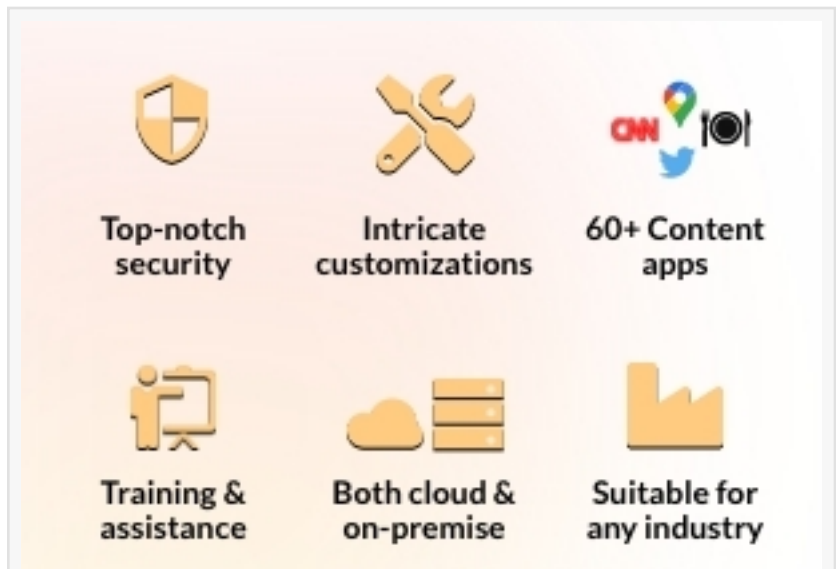 CNN
Top-notch
security
Intricate
customizations
60+ Content
apps
Training &
assistance
Both cloud &
on-premise
Suitable for
any industry